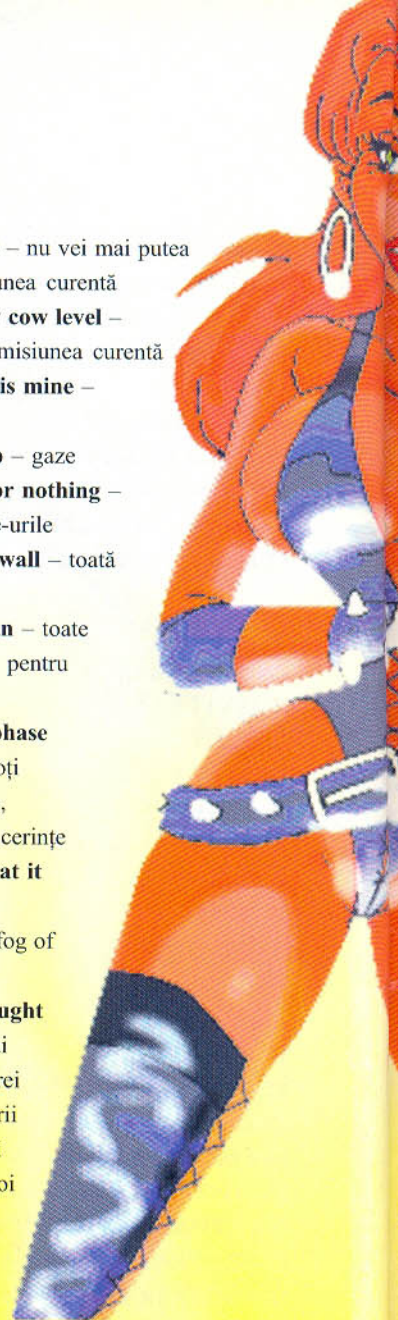 – nu vei mai putea
unea curentă
cow level –
misiunea curentă
is mine –
– gaze
or nothing –
-urile
wall – toată
n – toate
pentru
hase
oți
,
cerințe
at it
fog of
ught
i
rei
rii
oi